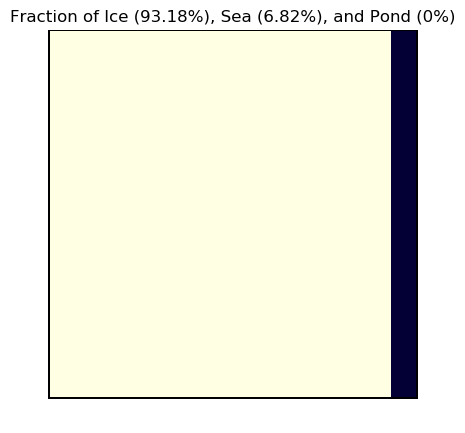 Fraction of Ice (93.18%), Sea (6.82%), and Pond (0%)